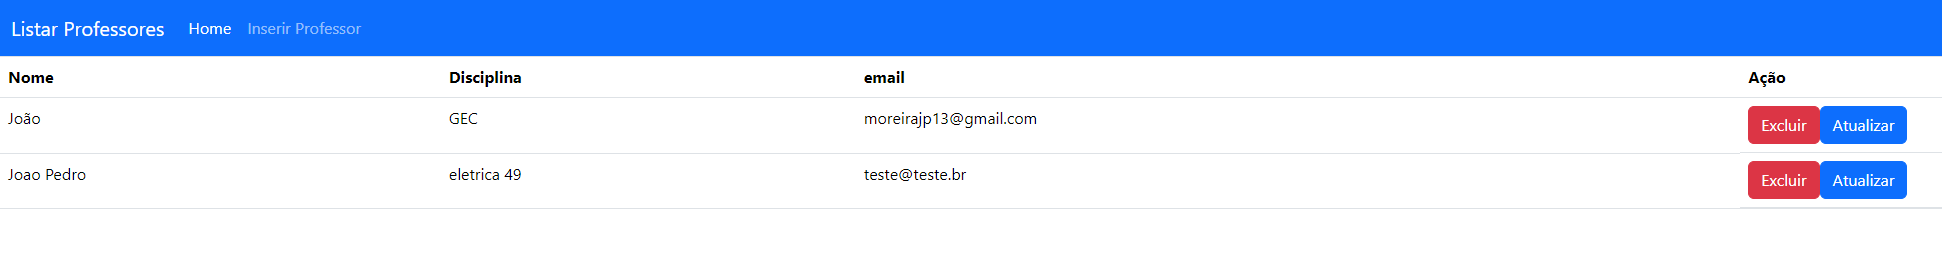 Listar Professores Home Inserir Professor
Nome Disciplina email Ação
João GEC moreirajp13@gmail.com Excluir Atualizar
Joao Pedro eletrica 49 teste@teste.br Excluir Atualizar